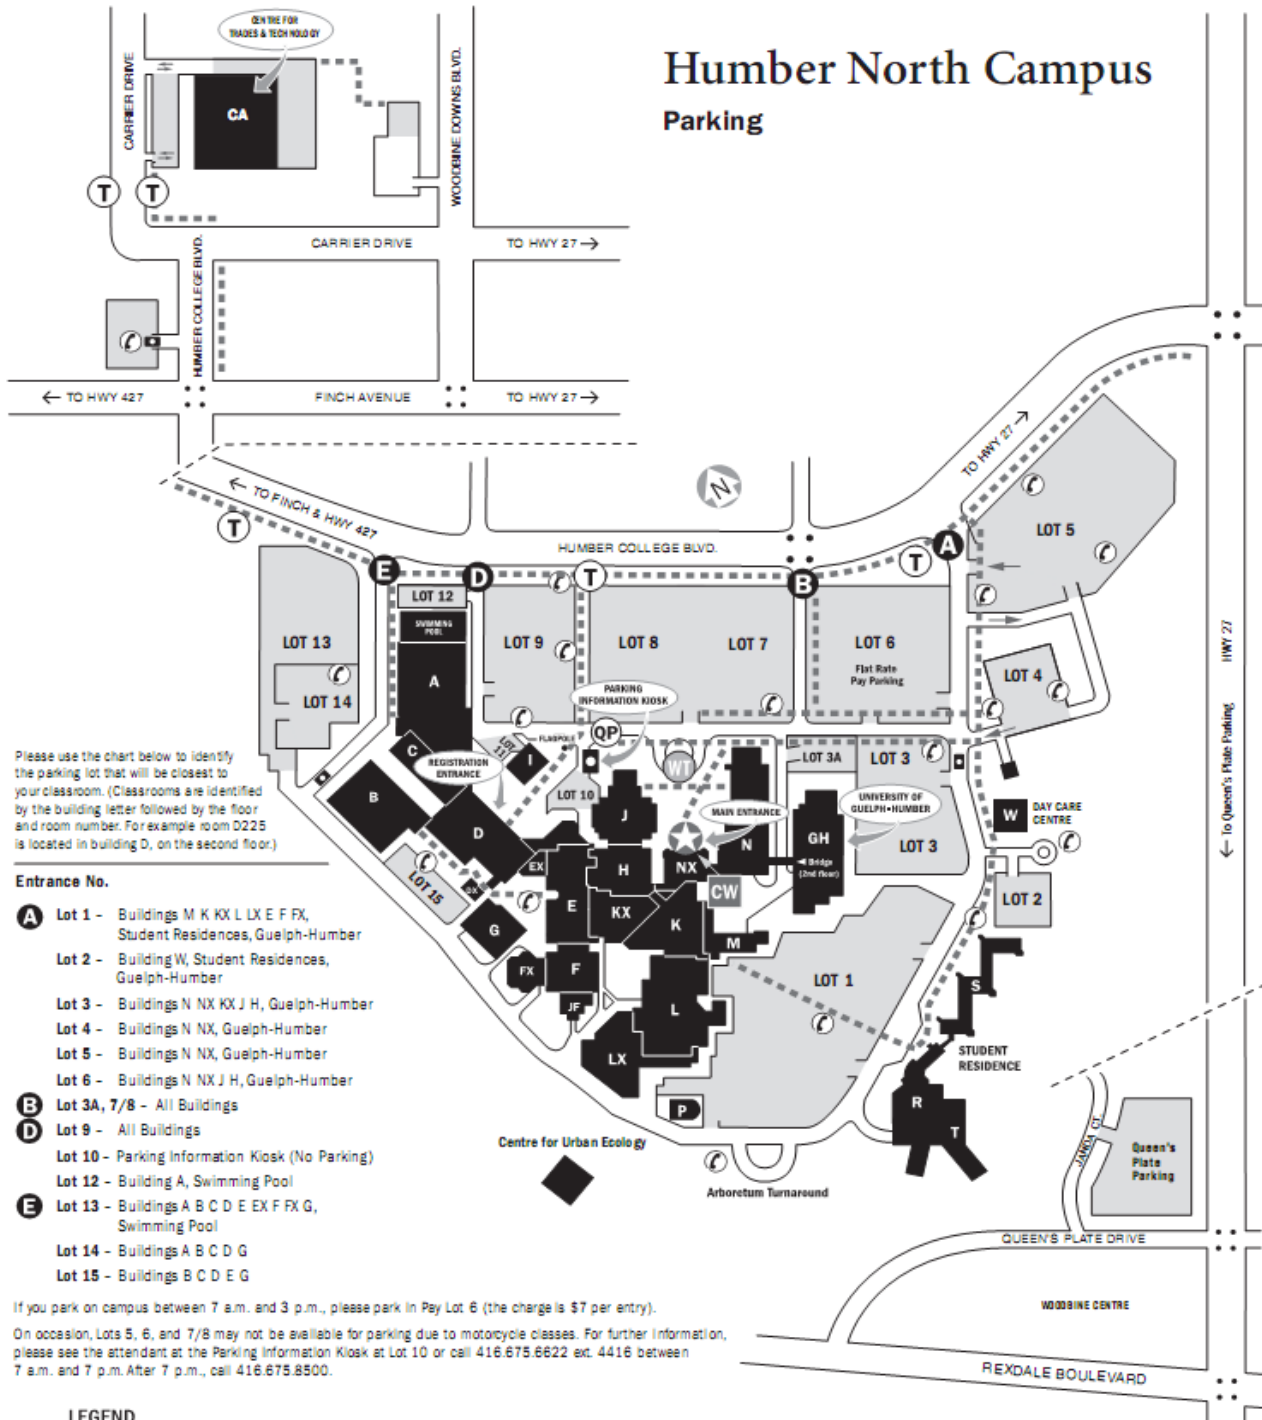 CENTRE FOR
TRADES & TECHNOLOGY
Humber North Campus
Parking
CARRIER DRIVE
CA
WOODBINE DOWNS BLVD.
T
T
CARRIER DRIVE
TO HWY 27 →
HUMBER COLLEGE BLVD.
← TO HWY 427
FINCH AVENUE
TO HWY 27 →
TO HWY 27 →
← TO FINCH & HWY 427
N
T
HUMBER COLLEGE BLVD.
LOT 5
E
D
T
B
T
A
LOT 12
SWIMMING
POOL
LOT 13
LOT 9
LOT 8
LOT 7
LOT 6
Flat Rate
Pay Parking
HWY 27
LOT 4
A
LOT 14
PARKING
INFORMATION KIOSK
← To Queen's Plate Parking
QP
FLAGPOLE
LOT
11
C
I
REGISTRATION
ENTRANCE
WT
LOT 3A
LOT 3
B
LOT 10
J
MAIN ENTRANCE
UNIVERSITY OF
GUELPH•HUMBER
W
DAY CARE
CENTRE
D
N
GH
LOT 3
◄ Bridge
(2nd floor)
EX
H
NX
LOT 15
DX
CW
LOT 2
E
KX
K
G
M
FX
F
LOT 1
S
JF
L
LX
STUDENT
RESIDENCE
P
R
T
Centre for Urban Ecology
Arboretum Turnaround
JANDA CT.
Queen's
Plate
Parking
QUEEN'S PLATE DRIVE
WOODBINE CENTRE
REXDALE BOULEVARD
Please use the chart below to identify
the parking lot that will be closest to
your classroom. (Classrooms are identified
by the building letter followed by the floor
and room number. For example room D225
is located in building D, on the second floor.)
Entrance No.
A Lot 1 – Buildings M K KX L LX E F FX,
Student Residences, Guelph-Humber
Lot 2 – Building W, Student Residences,
Guelph-Humber
Lot 3 – Buildings N NX KX J H, Guelph-Humber
Lot 4 – Buildings N NX, Guelph-Humber
Lot 5 – Buildings N NX, Guelph-Humber
Lot 6 – Buildings N NX J H, Guelph-Humber
B Lot 3A, 7/8 – All Buildings
D Lot 9 – All Buildings
Lot 10 – Parking Information Kiosk (No Parking)
Lot 12 – Building A, Swimming Pool
E Lot 13 – Buildings A B C D E EX F FX G,
Swimming Pool
Lot 14 – Buildings A B C D G
Lot 15 – Buildings B C D E G
If you park on campus between 7 a.m. and 3 p.m., please park in Pay Lot 6 (the charge is $7 per entry).
On occasion, Lots 5, 6, and 7/8 may not be available for parking due to motorcycle classes. For further information,
please see the attendant at the Parking Information Kiosk at Lot 10 or call 416.675.6622 ext. 4416 between
7 a.m. and 7 p.m. After 7 p.m., call 416.675.8500.
LEGEND